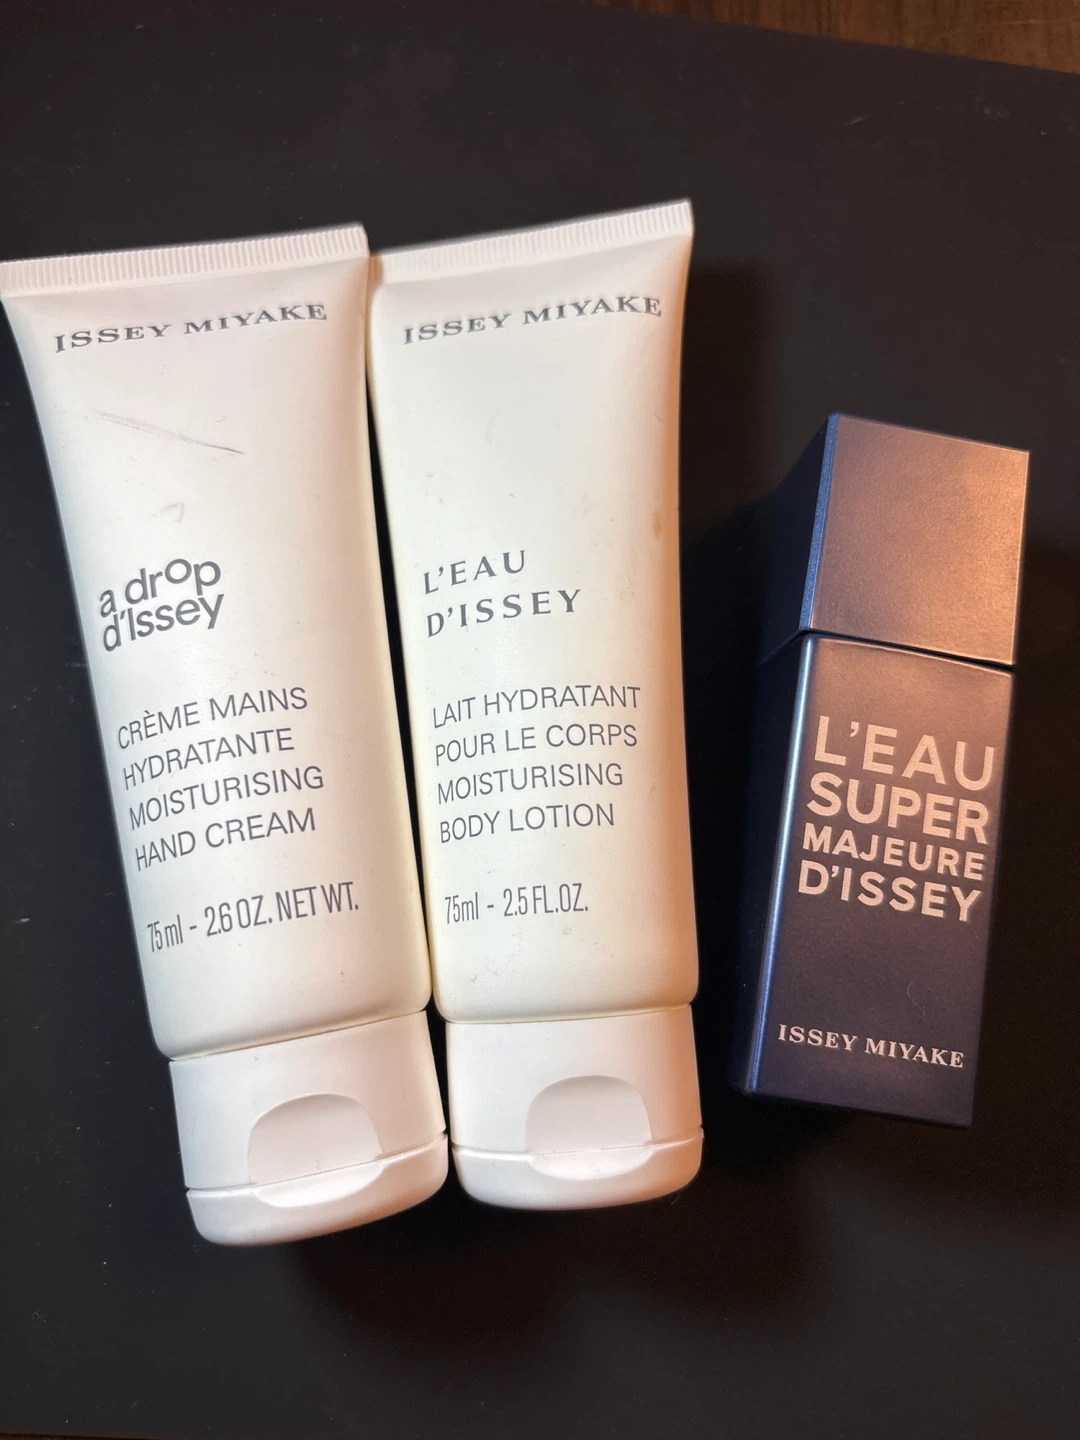 ISSEY MIYAKE
a drop
d'Issey
CRÈME MAINS
HYDRATANTE
MOISTURISING
HAND CREAM
75 ml - 2.6 OZ. NET WT.
ISSEY MIYAKE
L'EAU
D'ISSEY
LAIT HYDRATANT
POUR LE CORPS
MOISTURISING
BODY LOTION
75ml - 2.5 FL.OZ.
L'EAU
SUPER
MAJEURE
D'ISSEY
ISSEY MIYAKE